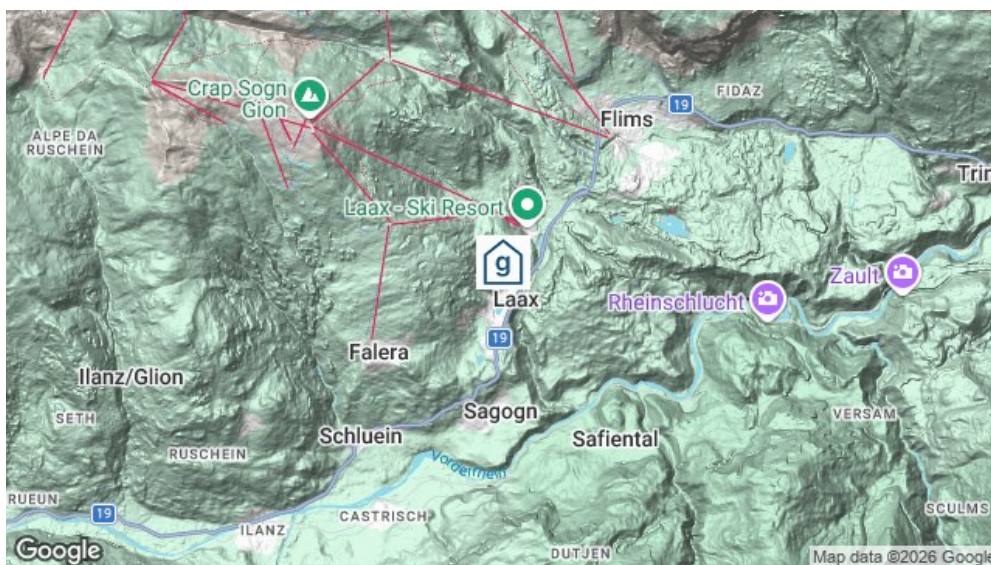 19
FIDAZ
Crap Sogn
Gion
Flims
ALPE DA
RUSCHEIN
Trin
Laax - Ski Resort
g
Zault
Laax
Rheinschlucht
19
Falera
Ilanz/Glion
SETH
Sagogn
VERSAM
Schluein
Safiental
RUSCHEIN
Vorderrhein
RUEUN
19
CASTRISCH
SCULMS
ILANZ
Google
DUTJEN
Map data ©2026 Google